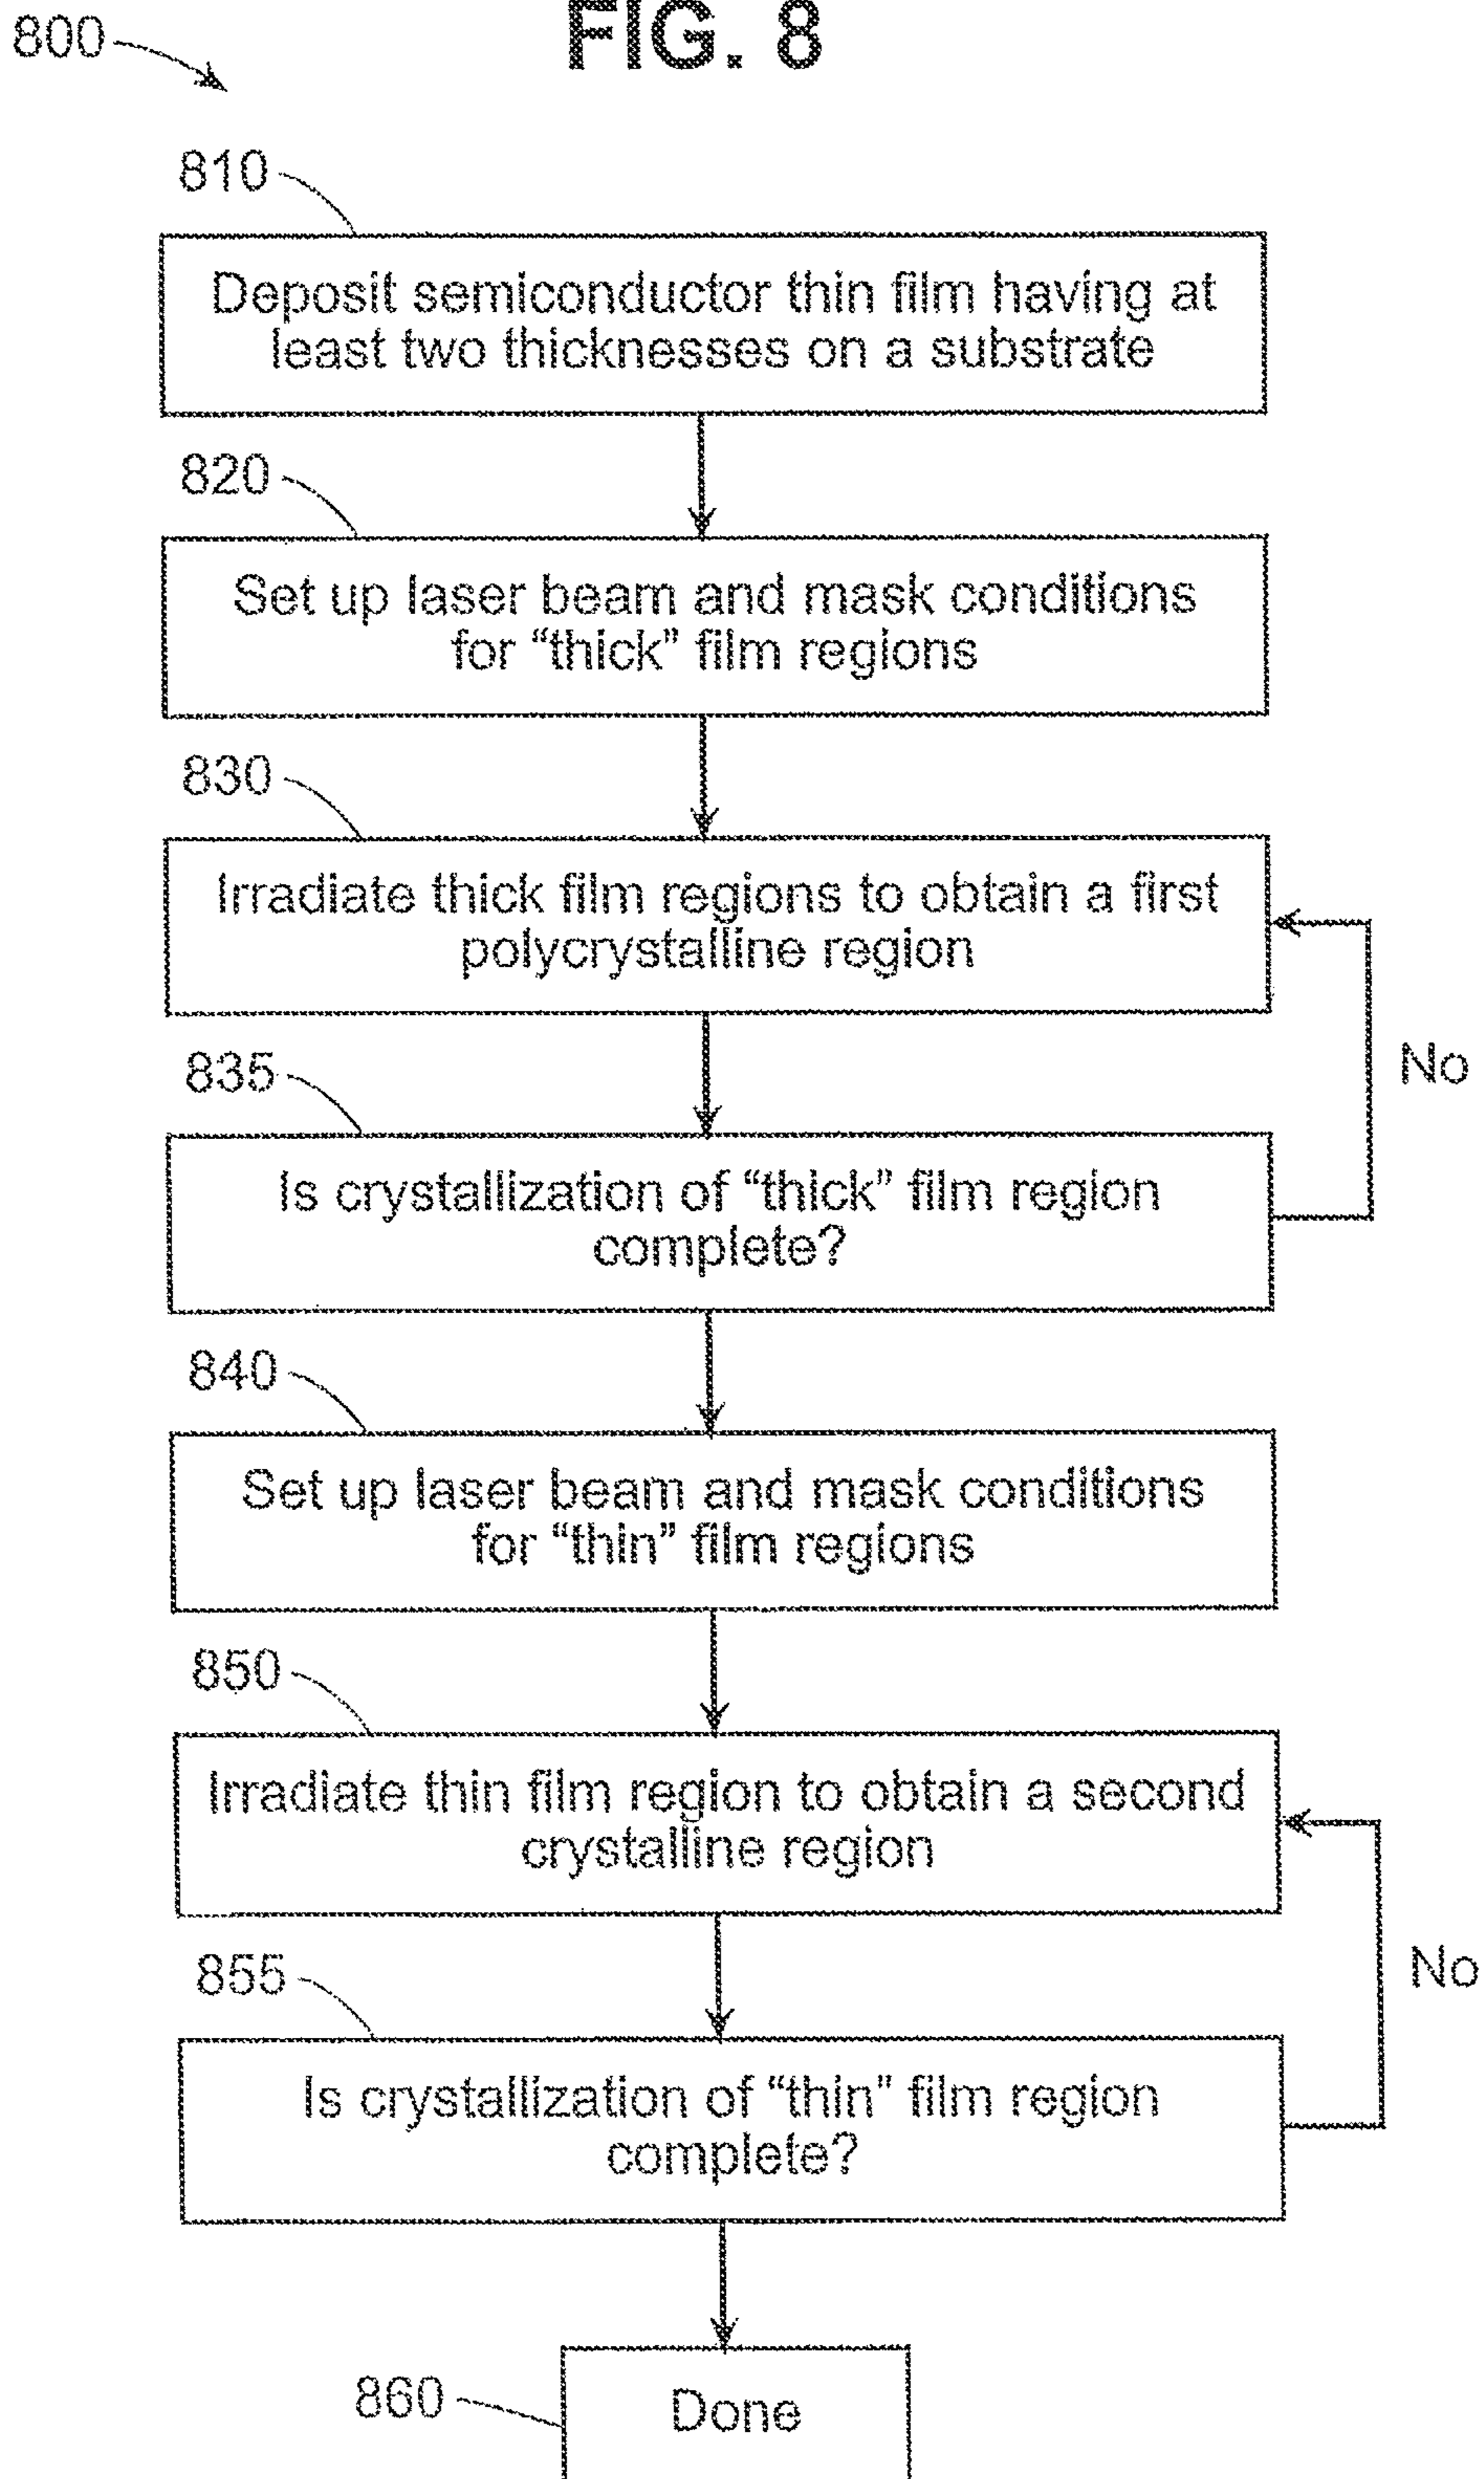 800
FIG. 8
810
Deposit semiconductor thin film having at
least two thicknesses on a substrate
820
Set up laser beam and mask conditions
for “thick” film regions
830
Irradiate thick film regions to obtain a first
polycrystalline region
No
835
Is crystallization of “thick” film region
complete?
840
Set up laser beam and mask conditions
for “thin” film regions
850
Irradiate thin film region to obtain a second
crystalline region
No
855
Is crystallization of “thin” film region
complete?
860
Done